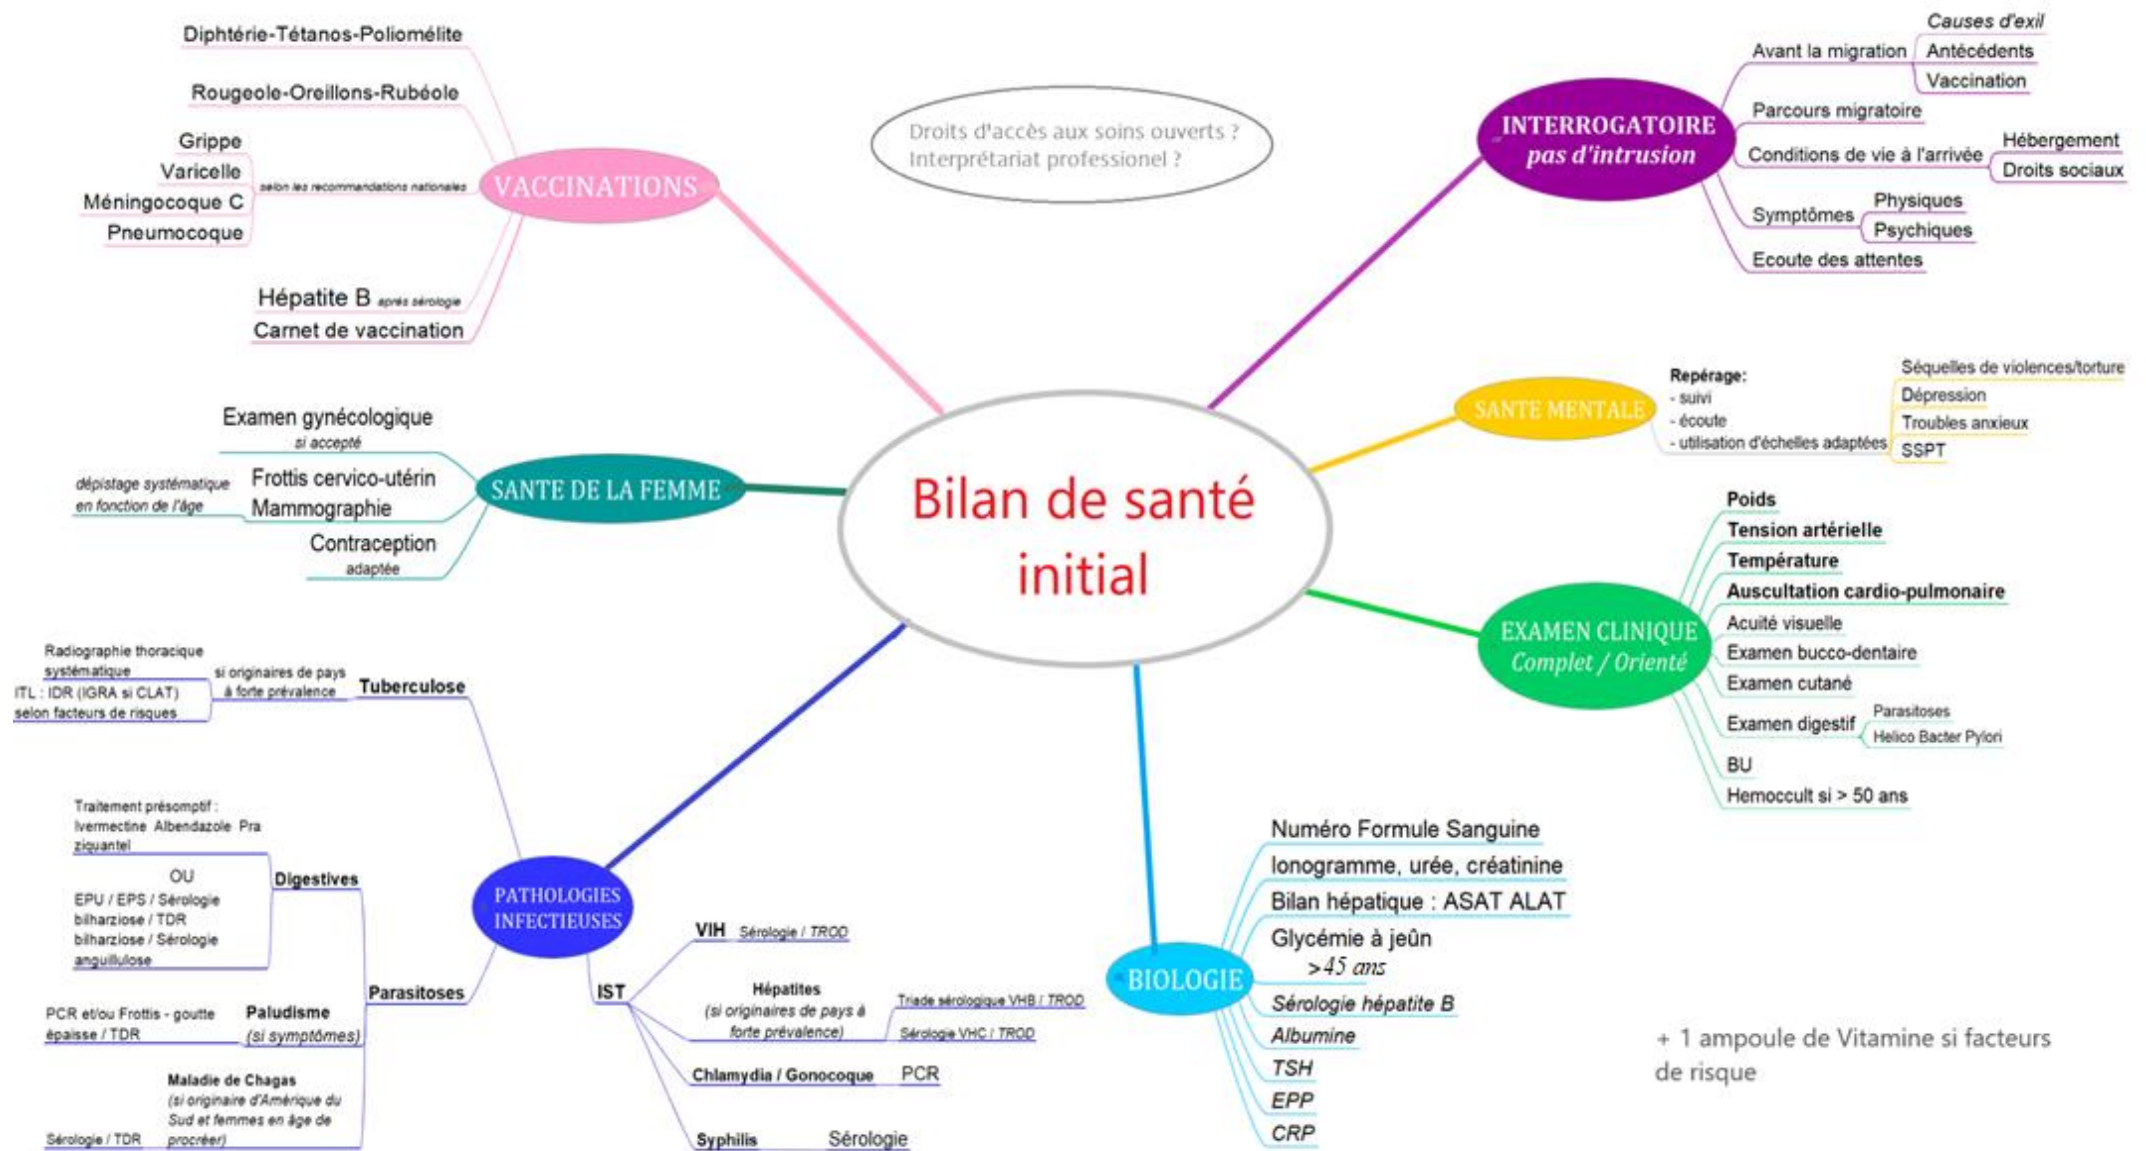 Diphtérie-Tétanos-Poliomélite
Rougeole-Oreillons-Rubéole
Grippe
Varicelle
Méningocoque C
Pneumocoque
selon les recommandations nationales
VACCINATIONS
Hépatite B après sérologie
Carnet de vaccination
Droits d'accès aux soins ouverts ?
Interprétariat professionel ?
INTERROGATOIRE
pas d'intrusion
Avant la migration
Causes d'exil
Antécédents
Vaccination
Parcours migratoire
Conditions de vie à l'arrivée
Hébergement
Droits sociaux
Symptômes
Physiques
Psychiques
Ecoute des attentes
Examen gynécologique
si accepté
dépistage systématique
en fonction de l'âge
Frottis cervico-utérin
Mammographie
Contraception
adaptée
SANTE DE LA FEMME
Bilan de santé
initial
SANTE MENTALE
Repérage:
- suivi
- écoute
- utilisation d'échelles adaptées
Séquelles de violences/torture
Dépression
Troubles anxieux
SSPT
EXAMEN CLINIQUE
Complet / Orienté
Poids
Tension artérielle
Température
Auscultation cardio-pulmonaire
Acuité visuelle
Examen bucco-dentaire
Examen cutané
Examen digestif
Parasitoses
Helico Bacter Pylori
BU
Hemoccult si > 50 ans
Radiographie thoracique
systématique
ITL : IDR (IGRA si CLAT)
selon facteurs de risques
si originaires de pays
à forte prévalence
Tuberculose
PATHOLOGIES
INFECTIEUSES
Traitement présomptif :
Ivermectine Albendazole Pra
ziquantel
OU
EPU / EPS / Sérologie
bilharziose / TDR
bilharziose / Sérologie
anguillulose
Digestives
Parasitoses
PCR et/ou Frottis - goutte
épaisse / TDR
Paludisme
(si symptômes)
Maladie de Chagas
(si originaire d'Amérique du
Sud et femmes en âge de
procréer)
Sérologie / TDR
IST
VIH Sérologie / TROD
Hépatites
(si originaires de pays à
forte prévalence)
Triade sérologique VHB / TROD
Sérologie VHC / TROD
Chlamydia / Gonocoque PCR
Syphilis Sérologie
BIOLOGIE
Numéro Formule Sanguine
Ionogramme, urée, créatinine
Bilan hépatique : ASAT ALAT
Glycémie à jeûn
>45 ans
Sérologie hépatite B
Albumine
TSH
EPP
CRP
+ 1 ampoule de Vitamine si facteurs
de risque